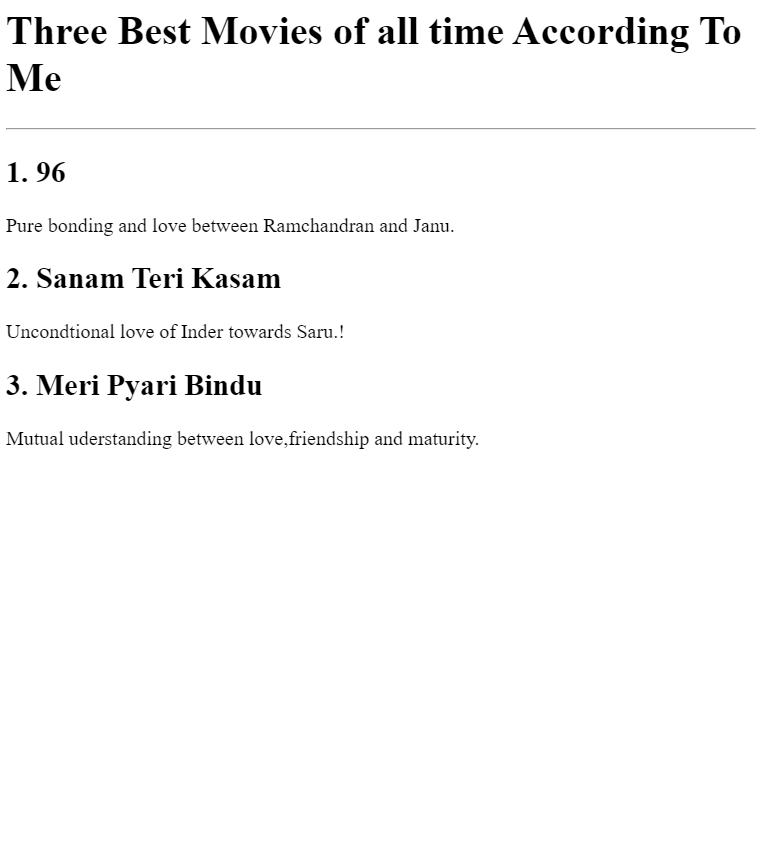 Three Best Movies of all time According To
Me
1. 96
Pure bonding and love between Ramchandran and Janu.
2. Sanam Teri Kasam
Uncondtional love of Inder towards Saru.!
3. Meri Pyari Bindu
Mutual uderstanding between love,friendship and maturity.